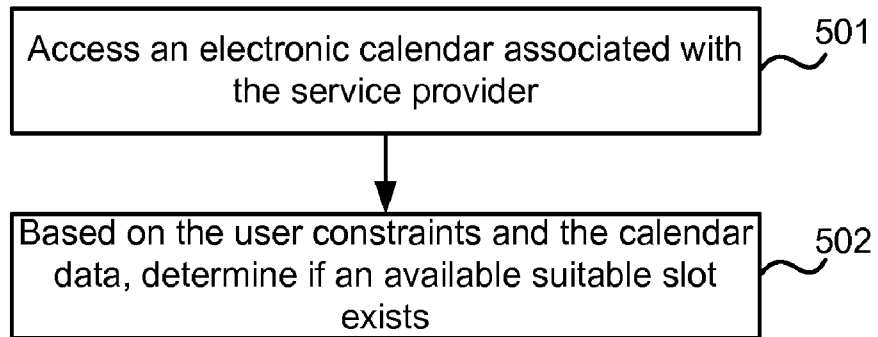 Access an electronic calendar associated with
the service provider
501
Based on the user constraints and the calendar
data, determine if an available suitable slot
exists
502